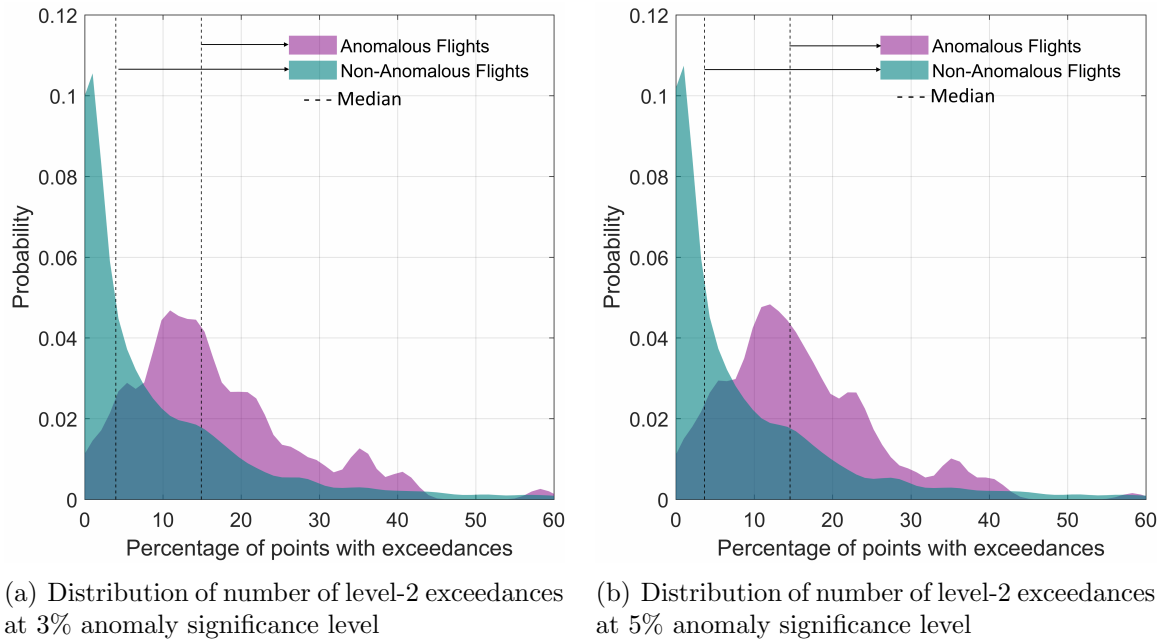 0.12
0.1
0.08
0.06
0.04
0.02
0
Probability
Anomalous Flights
Non-Anomalous Flights
Median
0 10 20 30 40 50 60
Percentage of points with exceedances
(a) Distribution of number of level-2 exceedances
at 3% anomaly significance level
0.12
0.1
0.08
0.06
0.04
0.02
0
Probability
Anomalous Flights
Non-Anomalous Flights
Median
0 10 20 30 40 50 60
Percentage of points with exceedances
(b) Distribution of number of level-2 exceedances
at 5% anomaly significance level